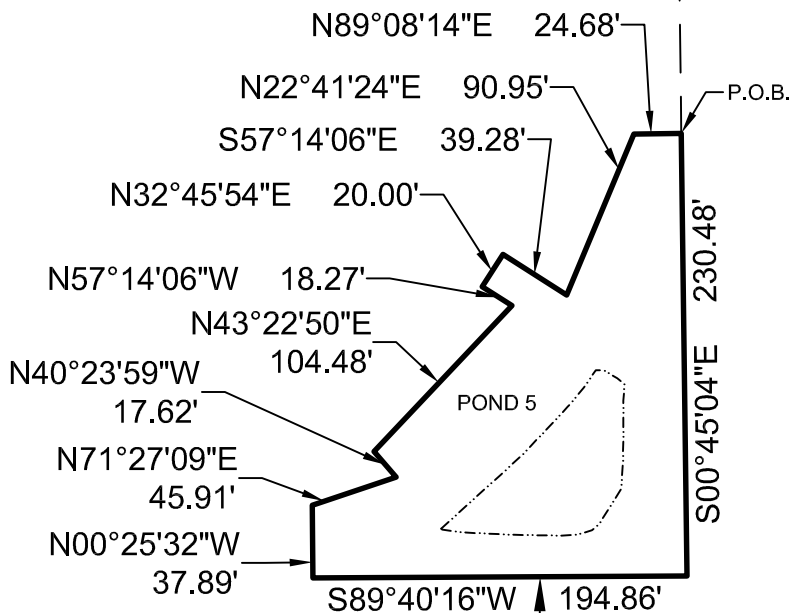 N89°08'14"E 24.68'
N22°41'24"E 90.95'
P.O.B.
S57°14'06"E 39.28'
N32°45'54"E 20.00'
N57°14'06"W 18.27'
N43°22'50"E
104.48'
N40°23'59"W
17.62'
POND 5
S00°45'04"E 230.48'
N71°27'09"E
45.91'
N00°25'32"W
37.89'
S89°40'16"W 194.86'